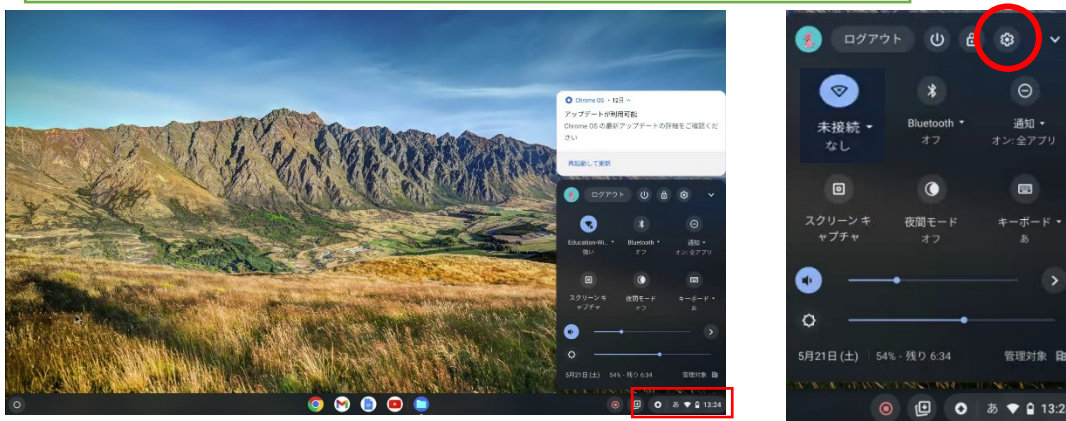 Chrome OS・12日
アップデートが利用可能
Chrome OS の最新アップデートの詳細をご確認くだ
さい
再起動して更新
ログアウト
Education-Wi...
強い
Bluetooth
オフ
通知
オン: 全アプリ
スクリーン キ
ャプチャ
夜間モード
オフ
キーボード
あ
5月21日 (土)
54% - 残り 6:34
管理対象
あ
13:24
ログアウト
未接続
なし
Bluetooth
オフ
通知
オン: 全アプリ
スクリーン キ
ャプチャ
夜間モード
オフ
キーボード
あ
5月21日 (土)
54% - 残り 6:34
管理対象
あ
13:2